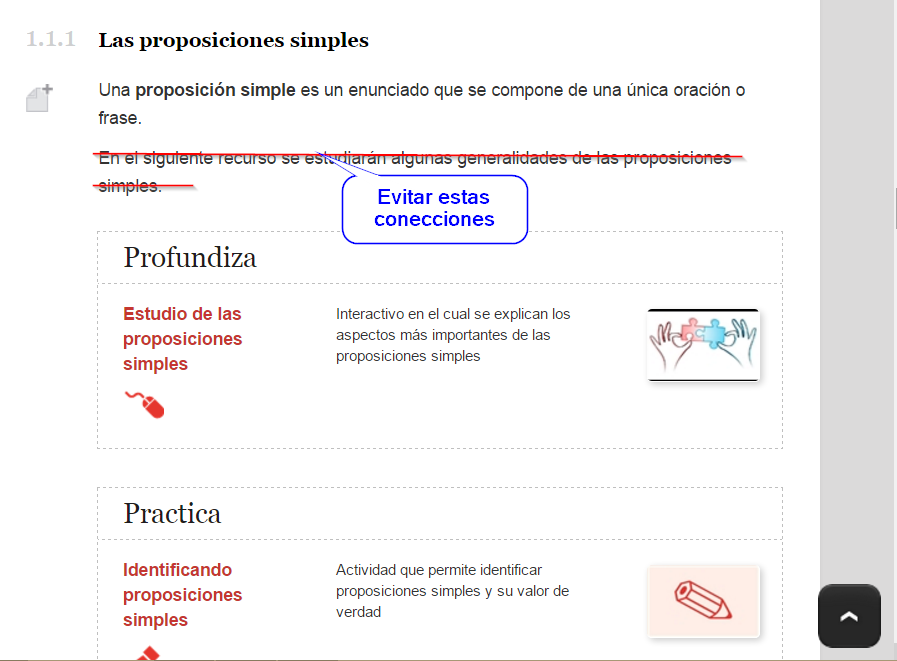 1.1.1 Las proposiciones simples
Una proposición simple es un enunciado que se compone de una única oración o
frase.
En el siguiente recurso se estudiarán algunas generalidades de las proposiciones
simples.
Evitar estas
conecciones
Profundiza
Estudio de las
proposiciones
simples
Interactivo en el cual se explican los
aspectos más importantes de las
proposiciones simples
Practica
Identificando
proposiciones
simples
Actividad que permite identificar
proposiciones simples y su valor de
verdad